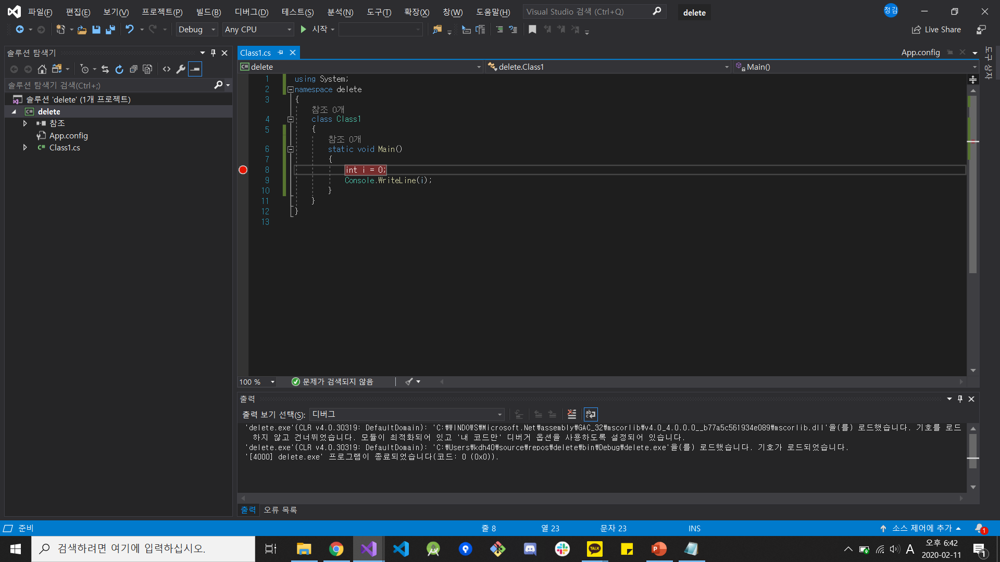 파일(F) 편집(E) 보기(V) 프로젝트(P) 빌드(B) 디버그(D) 테스트(S) 분석(N) 도구(T) 확장(X) 창(W) 도움말(H) Visual Studio 검색 (Ctrl+Q) delete 정김
Debug Any CPU 시작 Live Share
솔루션 탐색기
솔루션 탐색기 검색(Ctrl+;)
솔루션 'delete' (1개 프로젝트)
C# delete
참조
App.config
C# Class1.cs
Class1.cs App.config
C# delete delete.Class1 Main()
도구 상자
1 using System;
2 namespace delete
3 {
참조 0개
4 class Class1
5 {
참조 0개
6 static void Main()
7 {
8 int i = 0;
9 Console.WriteLine(i);
10 }
11 }
12 }
13
100 % 문제가 검색되지 않음
출력
출력 보기 선택(S): 디버그
'delete.exe'(CLR v4.0.30319: DefaultDomain): 'C:₩WINDOWS₩Microsoft.Net₩assembly₩GAC_32₩mscorlib₩v4.0_4.0.0.0__b77a5c561934e089₩mscorlib.dll'을(를) 로드했습니다. 기호를 로드
하지 않고 건너뛰었습니다. 모듈이 최적화되어 있고 '내 코드만' 디버거 옵션을 사용하도록 설정되어 있습니다.
'delete.exe'(CLR v4.0.30319: DefaultDomain): 'C:₩Users₩kdh40₩source₩repos₩delete₩bin₩Debug₩delete.exe'을(를) 로드했습니다. 기호가 로드되었습니다.
'[4000] delete.exe' 프로그램이 종료되었습니다(코드: 0 (0x0)).
출력 오류 목록
준비 줄 8 열 23 문자 23 INS 소스 제어에 추가 1
검색하려면 여기에 입력하십시오. TALK A 오후 6:42
2020-02-11 1